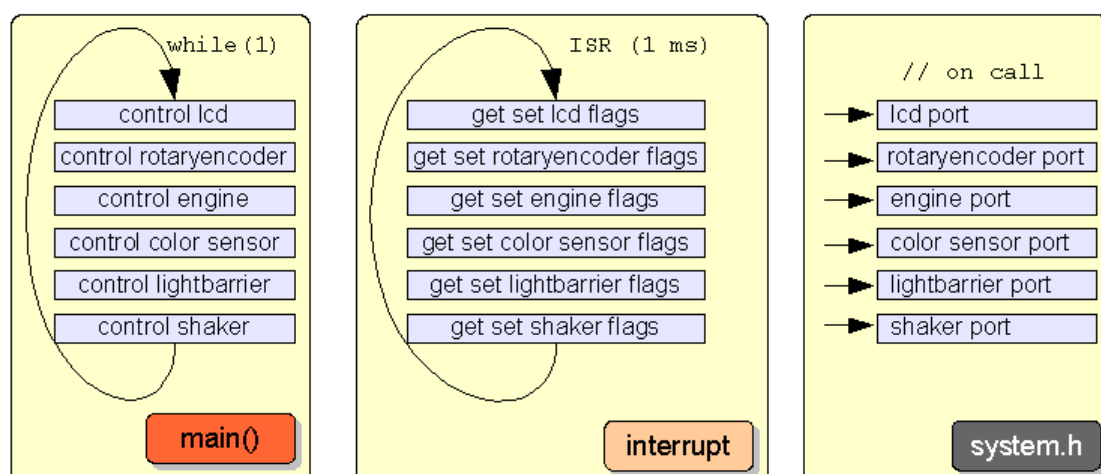 while(1)
control lcd
control rotaryencoder
control engine
control color sensor
control lightbarrier
control shaker
main()
ISR (1 ms)
get set lcd flags
get set rotaryencoder flags
get set engine flags
get set color sensor flags
get set lightbarrier flags
get set shaker flags
interrupt
// on call
lcd port
rotaryencoder port
engine port
color sensor port
lightbarrier port
shaker port
system.h